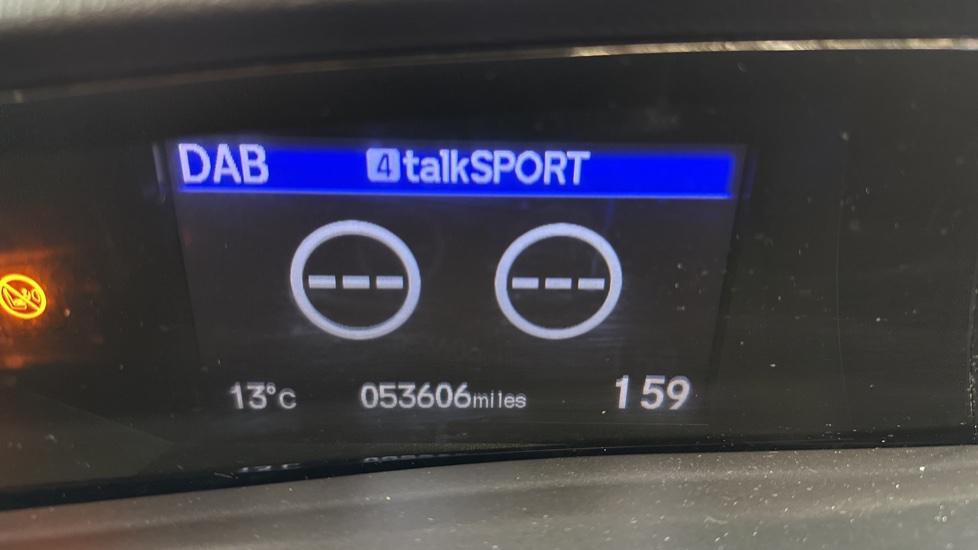 DAB 4 talkSPORT
--- ---
13°C 053606miles 159